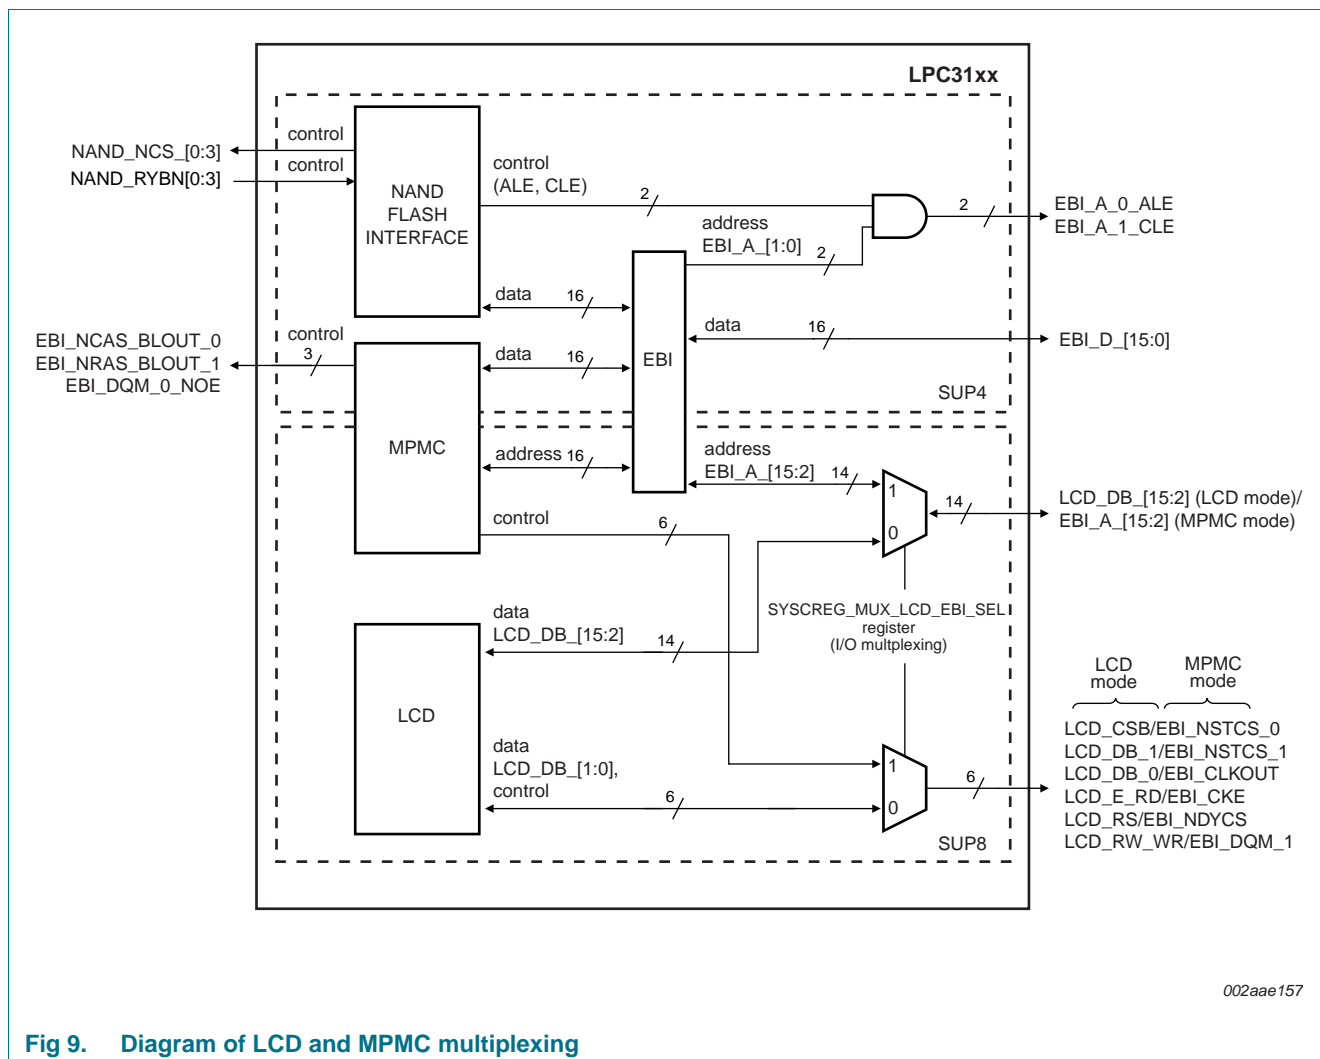 LPC31xx
NAND_NCS_[0:3]
control
NAND_RYBN[0:3]
control
NAND
FLASH
INTERFACE
control
(ALE, CLE)
2
address
EBI_A_[1:0]
2
2
EBI_A_0_ALE
EBI_A_1_CLE
data
16
EBI
data
16
EBI_D_[15:0]
EBI_NCAS_BLOUT_0
EBI_NRAS_BLOUT_1
EBI_DQM_0_NOE
control
3
data
16
SUP4
MPMC
address
16
address
EBI_A_[15:2]
14
1
0
14
LCD_DB_[15:2] (LCD mode)/
EBI_A_[15:2] (MPMC mode)
control
6
SYSCREG_MUX_LCD_EBI_SEL
register
(I/O multplexing)
data
LCD_DB_[15:2]
14
LCD
data
LCD_DB_[1:0],
control
6
1
0
6
SUP8
LCD
mode
MPMC
mode
LCD_CSB/EBI_NSTCS_0
LCD_DB_1/EBI_NSTCS_1
LCD_DB_0/EBI_CLKOUT
LCD_E_RD/EBI_CKE
LCD_RS/EBI_NDYCS
LCD_RW_WR/EBI_DQM_1
002aae157
Fig 9. Diagram of LCD and MPMC multiplexing